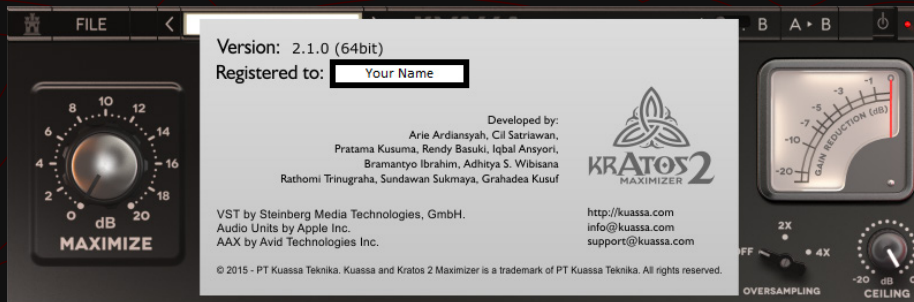 FILE
<
. B
A ▸ B
Version: 2.1.0 (64bit)
Registered to: Your Name
Developed by:
Arie Ardiansyah, Cil Satriawan,
Pratama Kusuma, Rendy Basuki, Iqbal Ansyori,
Bramantyo Ibrahim, Adhitya S. Wibisana
Rathomi Trinugraha, Sundawan Sukmaya, Grahadea Kusuf
KRATOS 2
MAXIMIZER
VST by Steinberg Media Technologies, GmbH.
Audio Units by Apple Inc.
AAX by Avid Technologies Inc.
http://kuassa.com
info@kuassa.com
support@kuassa.com
© 2015 - PT Kuassa Teknika. Kuassa and Kratos 2 Maximizer is a trademark of PT Kuassa Teknika. All rights reserved.
0 2 4 6 8 10 12 14 16 18 20
dB
MAXIMIZE
-20 -10 -7 -5 -3 -1 0
GAIN REDUCTION (dB)
2X
FF
4X
OVERSAMPLING
-20 dB 0
CEILING